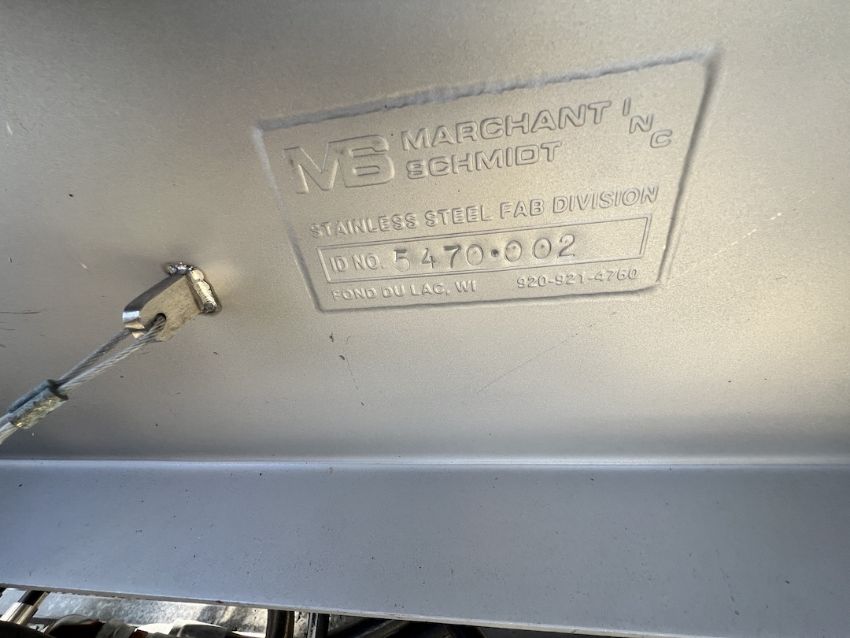 MS MARCHANT INC
SCHMIDT
STAINLESS STEEL FAB DIVISION
ID NO. 5470.002
FOND DU LAC, WI 920-921-4760